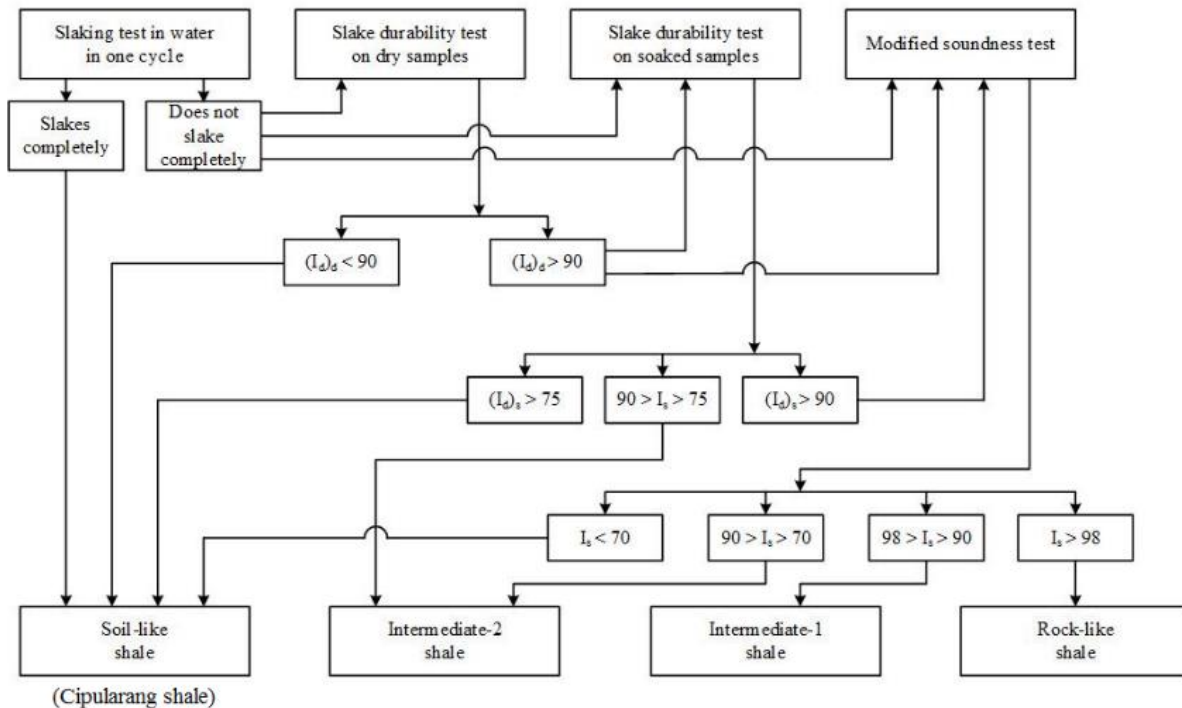 Slaking test in water
in one cycle
Slake durability test
on dry samples
Slake durability test
on soaked samples
Modified soundness test
Slakes
completely
Does not
slake
completely
(I_d)_d < 90
(I_d)_d > 90
(I_d)_s > 75
90 > I_s > 75
(I_d)_s > 90
I_s < 70
90 > I_s > 70
98 > I_s > 90
I_s > 98
Soil-like
shale
Intermediate-2
shale
Intermediate-1
shale
Rock-like
shale
(Cipularang shale)